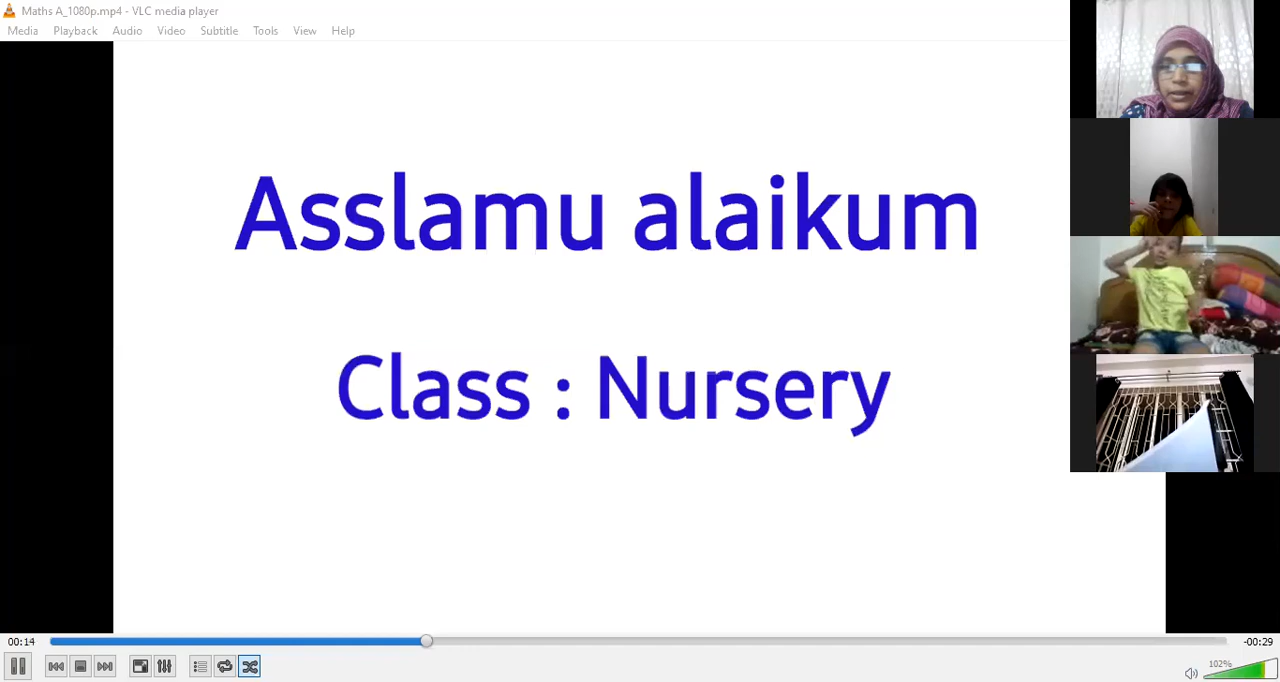 Maths A_1080p.mp4 - VLC media player
Media Playback Audio Video Subtitle Tools View Help
Asslamu alaikum
Class : Nursery
00:14 -00:29
102%